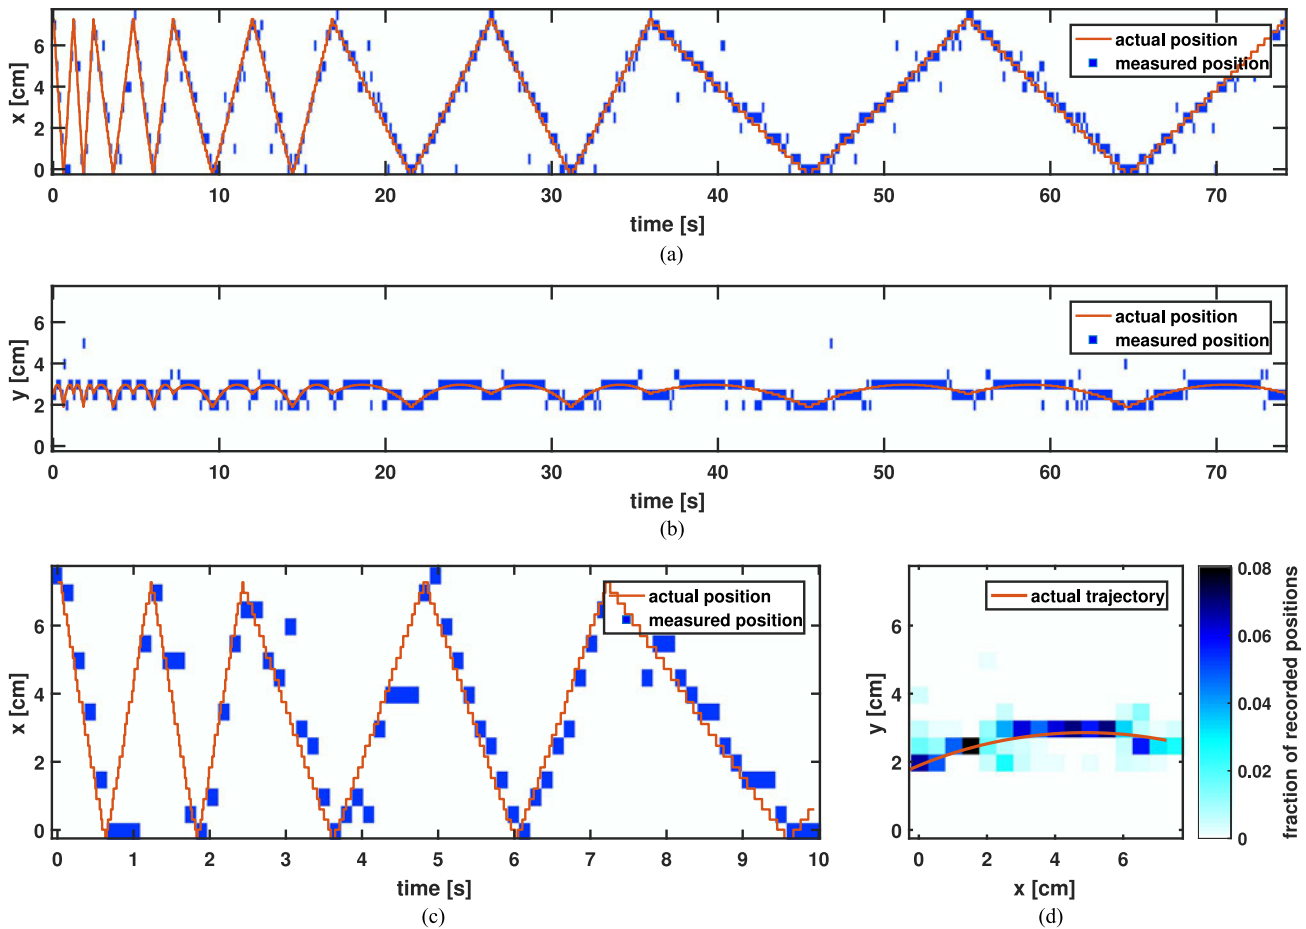 6
4
2
0
x [cm]
actual position
measured position
0 10 20 30 40 50 60 70
time [s]
(a)
6
4
2
0
y [cm]
actual position
measured position
0 10 20 30 40 50 60 70
time [s]
(b)
6
4
2
0
x [cm]
actual position
measured position
0 1 2 3 4 5 6 7 8 9 10
time [s]
(c)
6
4
2
0
y [cm]
actual trajectory
0 2 4 6
x [cm]
(d)
0.08
0.06
0.04
0.02
0
fraction of recorded positions